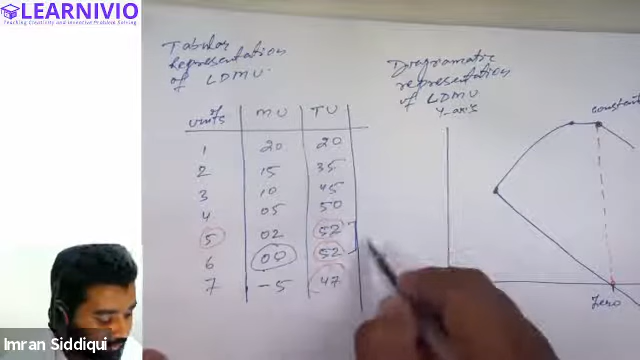 LEARNIVIO
Teaching Creativity and Inventive Problem Solving
Tabular
Representation
of LDMU.
Diagramatic
representation
of LDMU
Y-axis
constant
of units | MU | TU
1 | 20 | 20
2 | 15 | 35
3 | 10 | 45
4 | 05 | 50
5 | 02 | 52
6 | 00 | 52
7 | -5 | 47
Zero
Imran Siddiqui